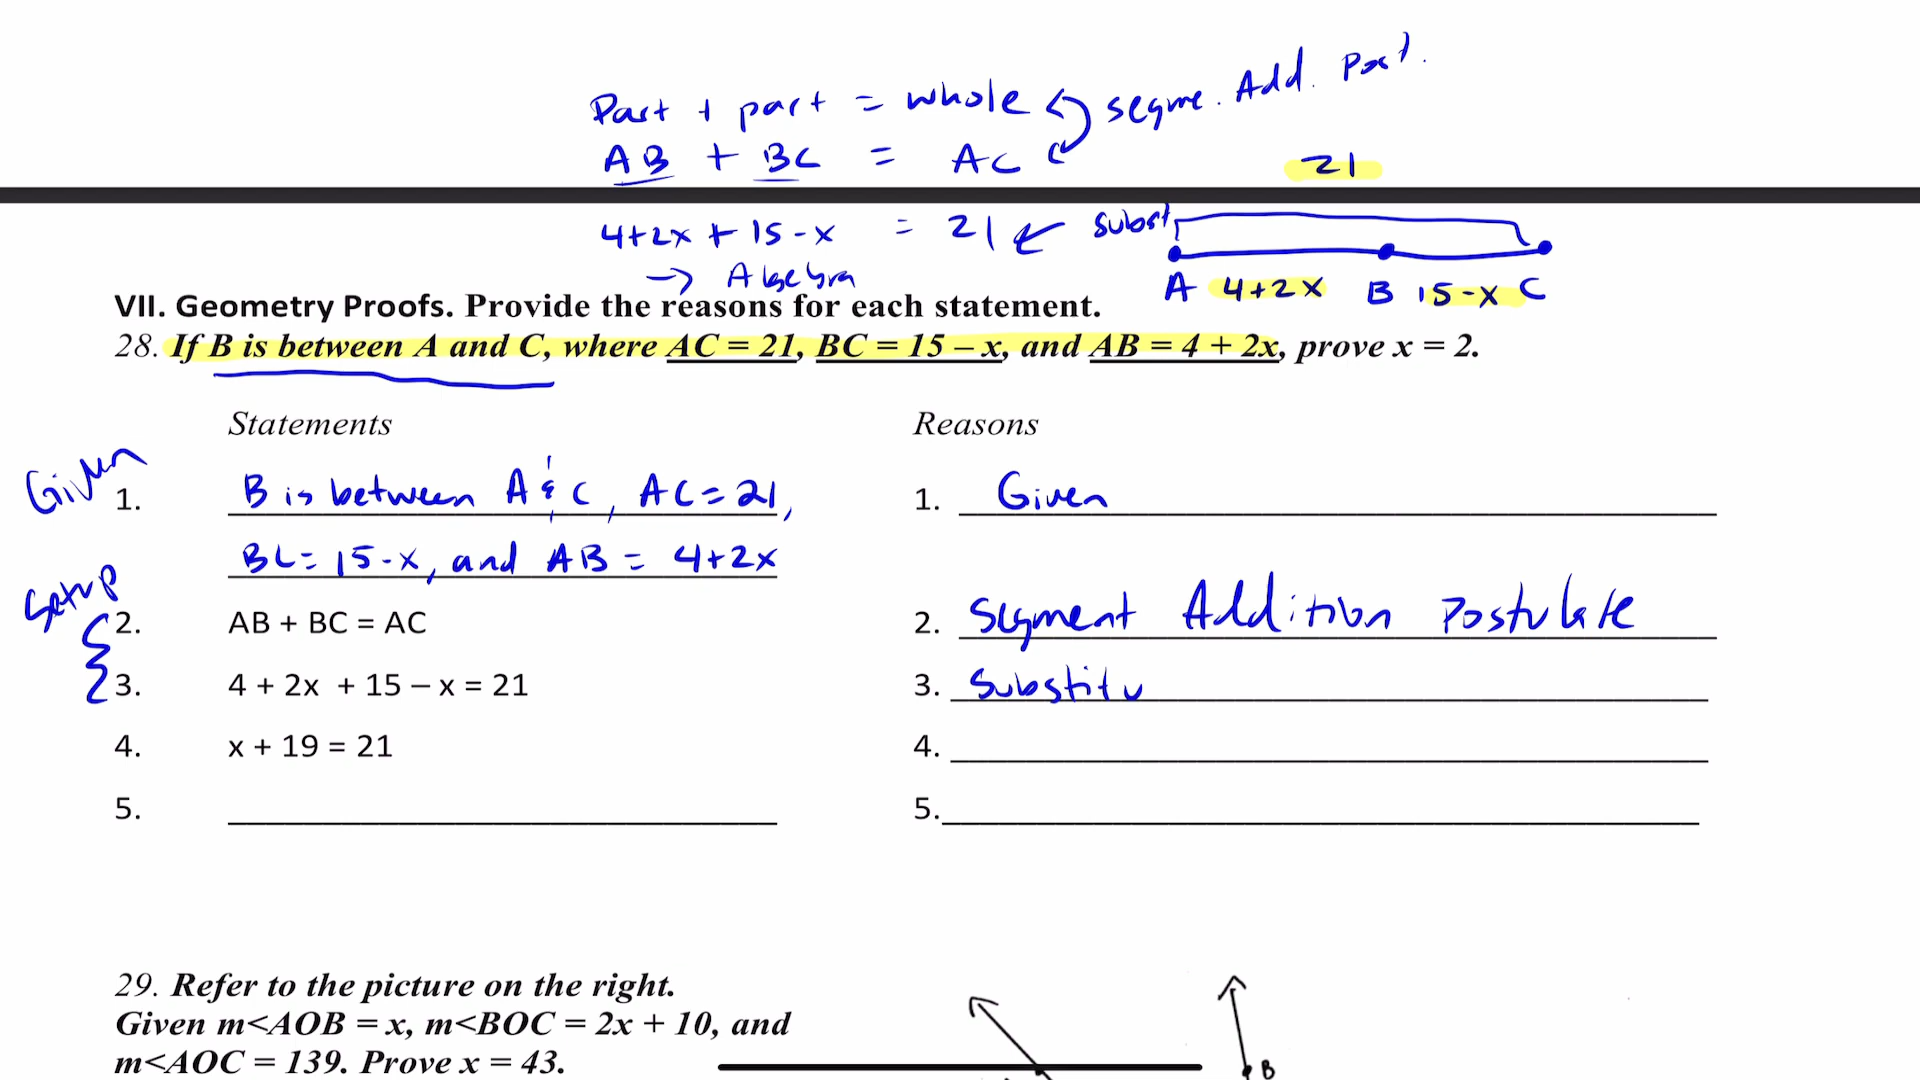 Part + part = whole segme. Add. Post.
AB + BC = AC
21
4+2x + 15-x = 21 subst
→ Algebra
A 4+2x B 15-x C
VII. Geometry Proofs. Provide the reasons for each statement.
28. If B is between A and C, where AC = 21, BC = 15 – x, and AB = 4 + 2x, prove x = 2.
Statements Reasons
Given
1. B is between A & C, AC = 21, 1. Given
BC = 15-x, and AB = 4+2x
Setup
2. AB + BC = AC 2. Segment Addition Postulate
3. 4 + 2x + 15 – x = 21 3. Substitu
4. x + 19 = 21 4.
5. 5.
29. Refer to the picture on the right.
Given m<AOB = x, m<BOC = 2x + 10, and
m<AOC = 139. Prove x = 43.
B